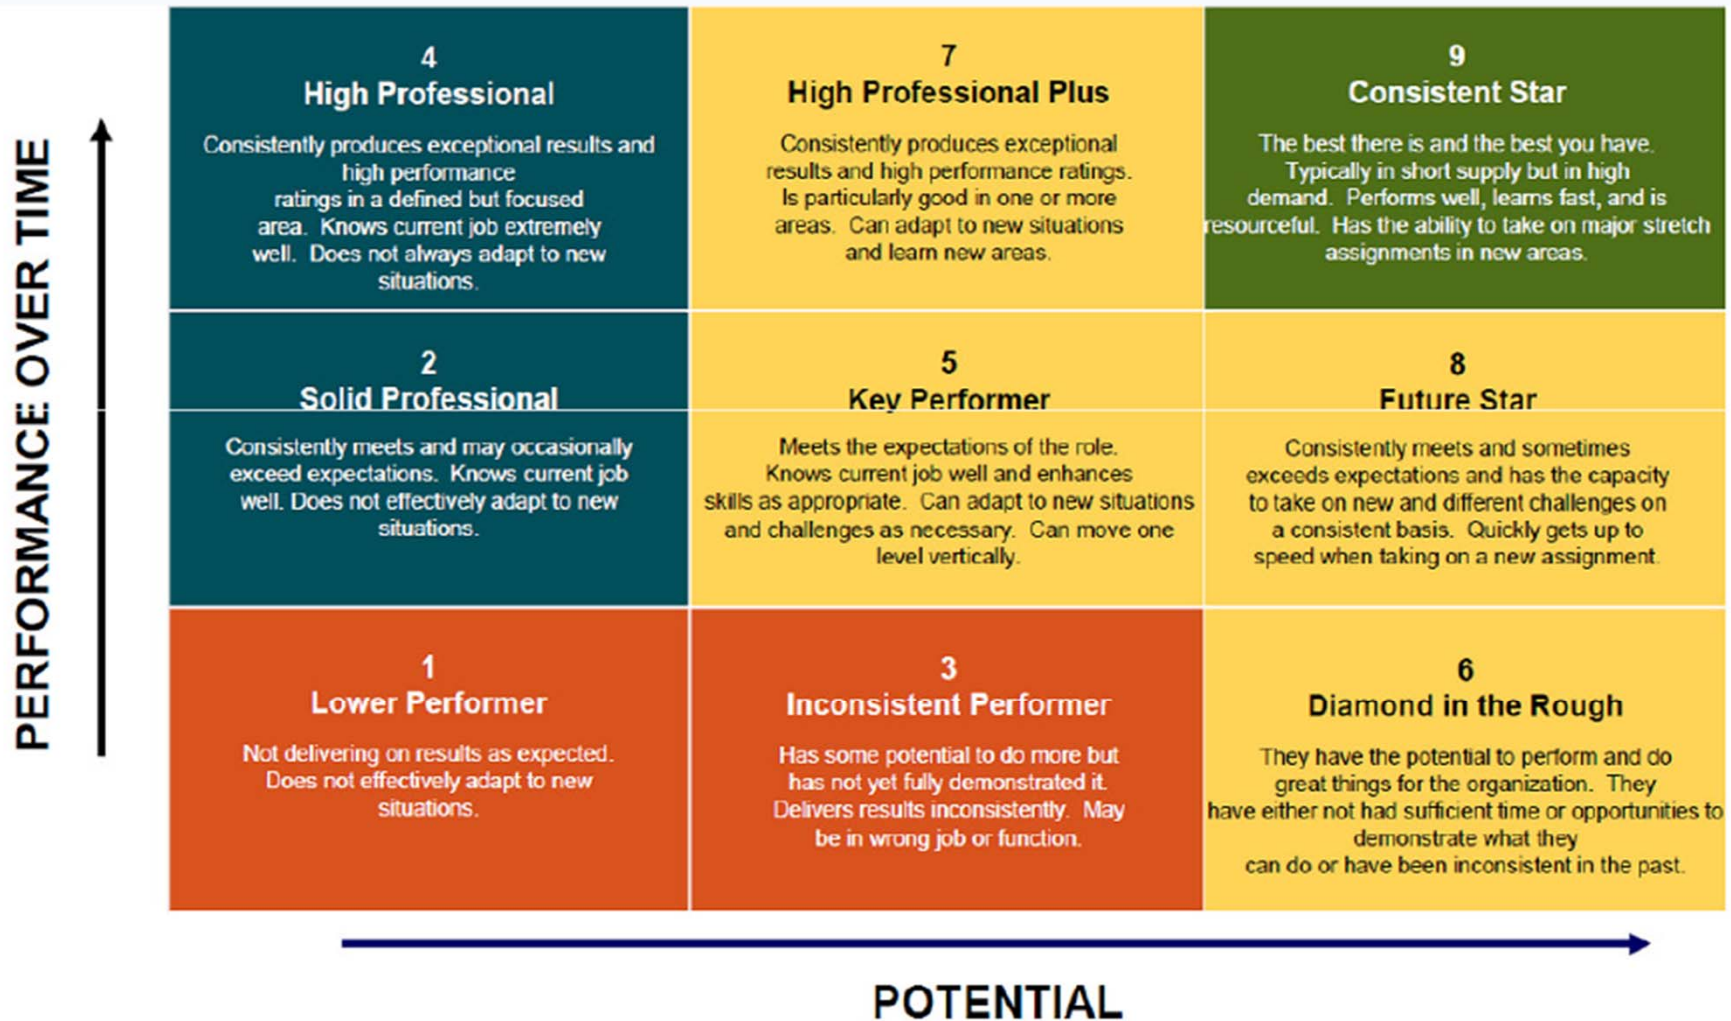 PERFORMANCE OVER TIME
4
High Professional
Consistently produces exceptional results and
high performance
ratings in a defined but focused
area. Knows current job extremely
well. Does not always adapt to new
situations.
7
High Professional Plus
Consistently produces exceptional
results and high performance ratings.
Is particularly good in one or more
areas. Can adapt to new situations
and learn new areas.
9
Consistent Star
The best there is and the best you have.
Typically in short supply but in high
demand. Performs well, learns fast, and is
resourceful. Has the ability to take on major stretch
assignments in new areas.
2
Solid Professional
Consistently meets and may occasionally
exceed expectations. Knows current job
well. Does not effectively adapt to new
situations.
5
Key Performer
Meets the expectations of the role.
Knows current job well and enhances
skills as appropriate. Can adapt to new situations
and challenges as necessary. Can move one
level vertically.
8
Future Star
Consistently meets and sometimes
exceeds expectations and has the capacity
to take on new and different challenges on
a consistent basis. Quickly gets up to
speed when taking on a new assignment.
1
Lower Performer
Not delivering on results as expected.
Does not effectively adapt to new
situations.
3
Inconsistent Performer
Has some potential to do more but
has not yet fully demonstrated it.
Delivers results inconsistently. May
be in wrong job or function.
6
Diamond in the Rough
They have the potential to perform and do
great things for the organization. They
have either not had sufficient time or opportunities to
demonstrate what they
can do or have been inconsistent in the past.
POTENTIAL